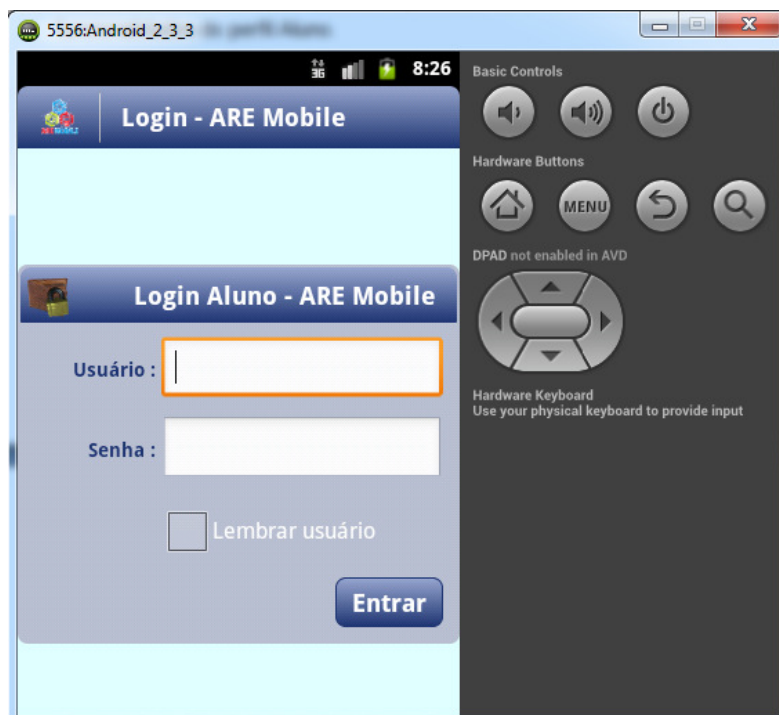 5556:Android_2_3_3
3G 8:26
Login - ARE Mobile
Login Aluno - ARE Mobile
Usuário :
Senha :
Lembrar usuário
Entrar
Basic Controls
Hardware Buttons
MENU
DPAD not enabled in AVD
Hardware Keyboard
Use your physical keyboard to provide input